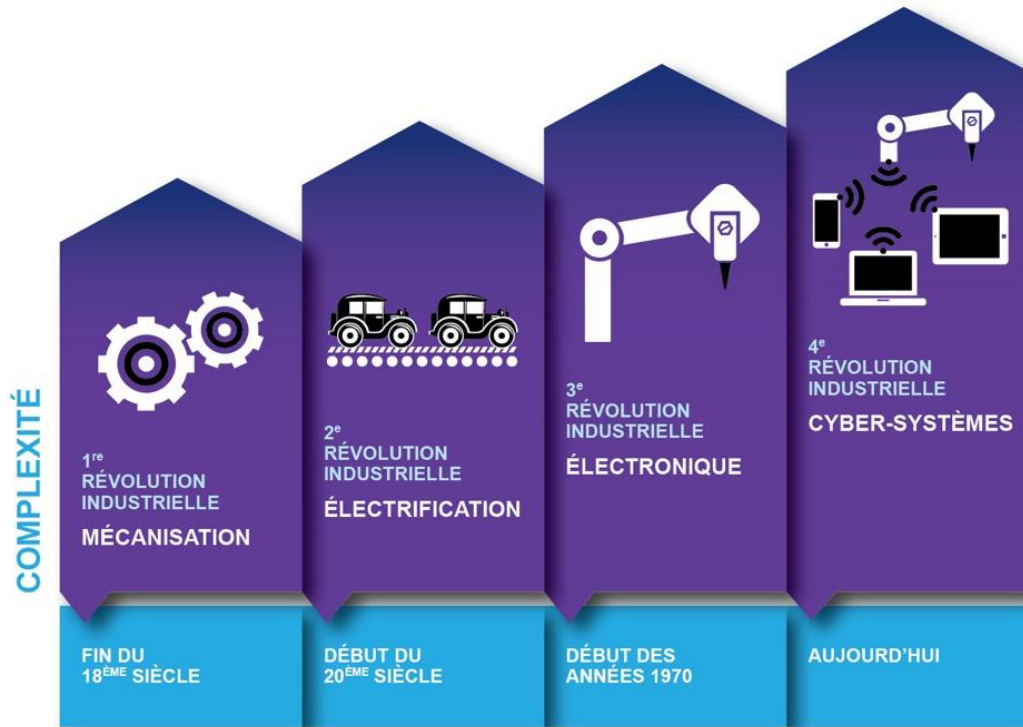 COMPLEXITÉ
1re
RÉVOLUTION
INDUSTRIELLE
MÉCANISATION
FIN DU
18ÈME SIÈCLE
2e
RÉVOLUTION
INDUSTRIELLE
ÉLECTRIFICATION
DÉBUT DU
20ÈME SIÈCLE
3e
RÉVOLUTION
INDUSTRIELLE
ÉLECTRONIQUE
DÉBUT DES
ANNÉES 1970
4e
RÉVOLUTION
INDUSTRIELLE
CYBER-SYSTÈMES
AUJOURD'HUI